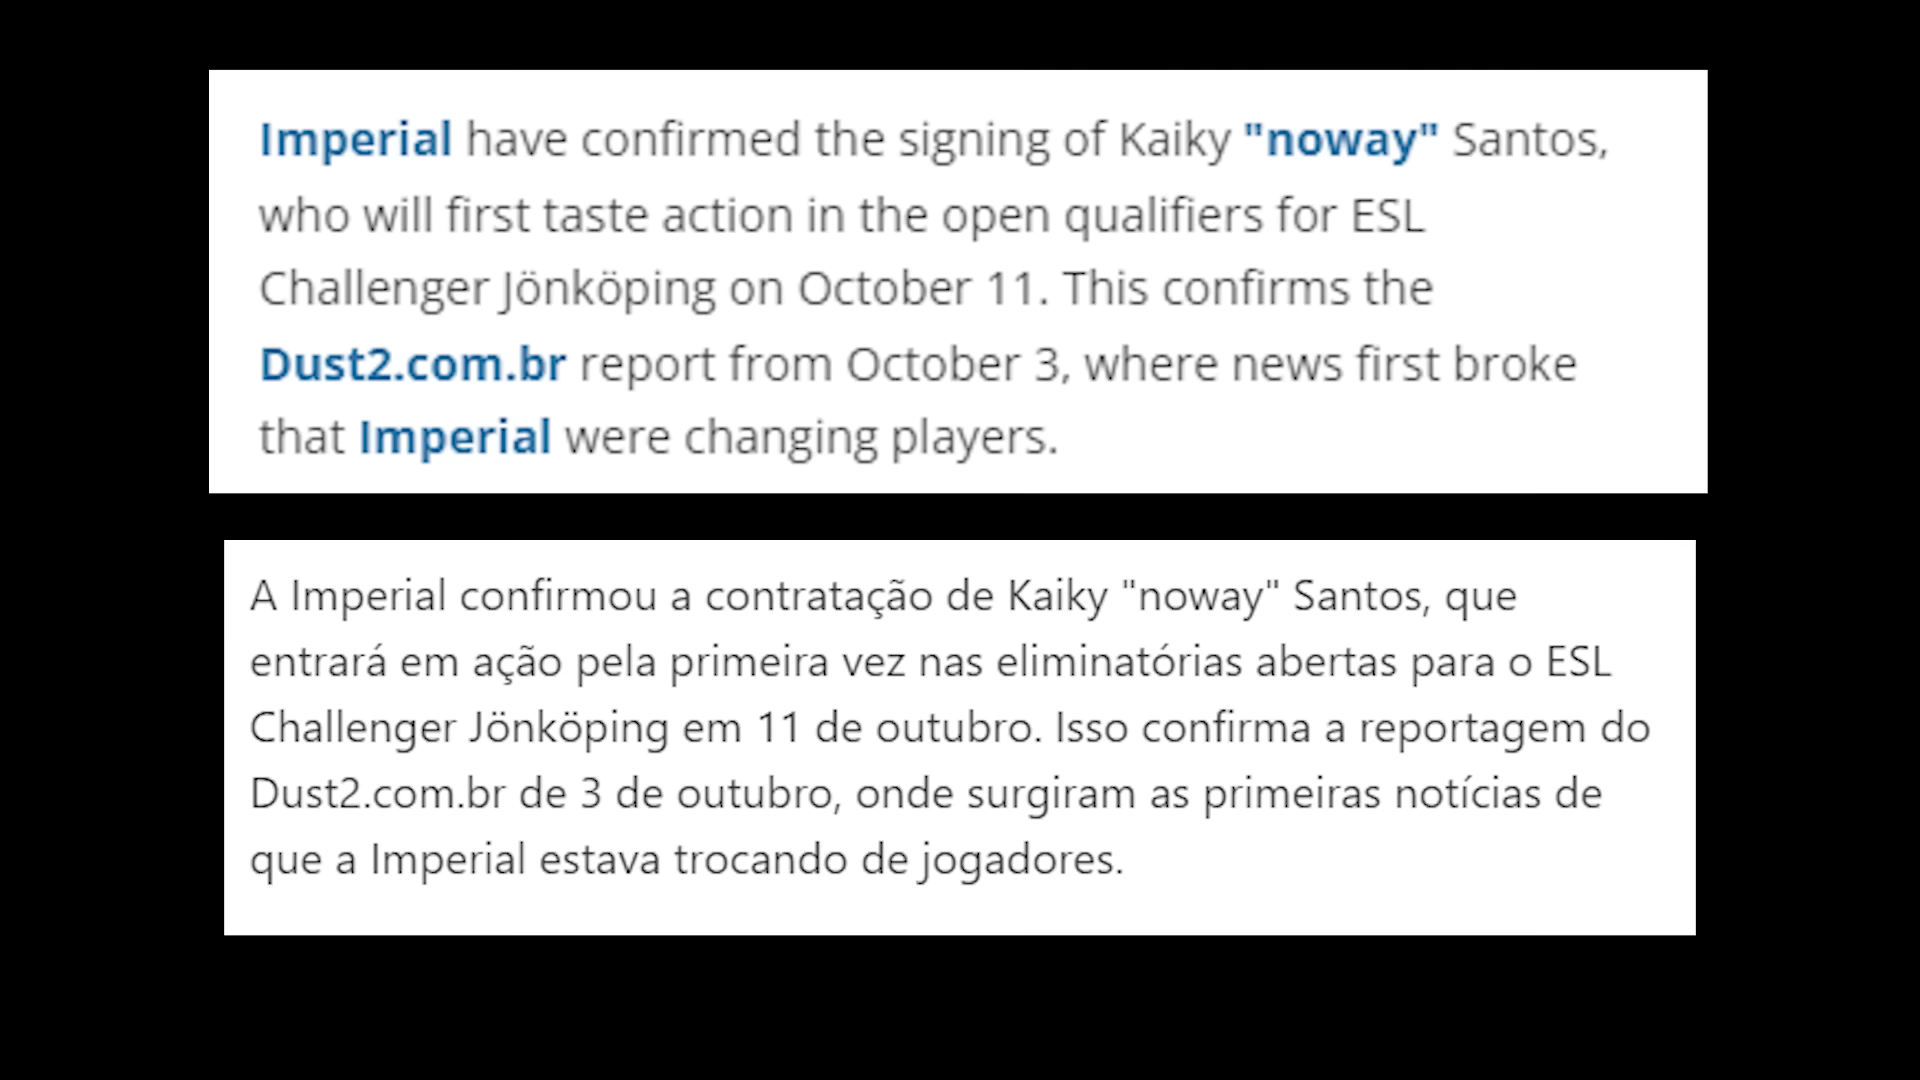 Imperial have confirmed the signing of Kaiky "noway" Santos,
who will first taste action in the open qualifiers for ESL
Challenger Jönköping on October 11. This confirms the
Dust2.com.br report from October 3, where news first broke
that Imperial were changing players.
A Imperial confirmou a contratação de Kaiky "noway" Santos, que
entrará em ação pela primeira vez nas eliminatórias abertas para o ESL
Challenger Jönköping em 11 de outubro. Isso confirma a reportagem do
Dust2.com.br de 3 de outubro, onde surgiram as primeiras notícias de
que a Imperial estava trocando de jogadores.